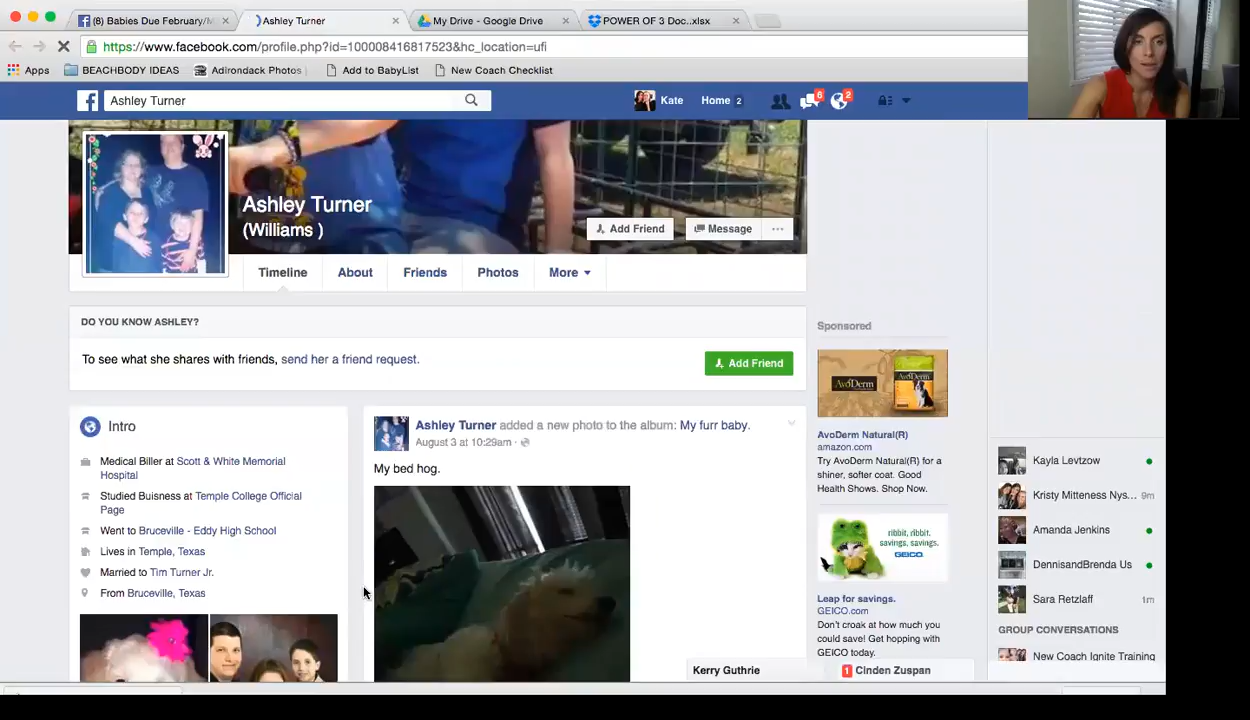 (8) Babies Due February/M
Ashley Turner
My Drive - Google Drive
POWER OF 3 Doc..xlsx
https://www.facebook.com/profile.php?id=100008416817523&hc_location=ufi
Apps
BEACHBODY IDEAS
Adirondack Photos
Add to BabyList
New Coach Checklist
Ashley Turner
Kate
Home 2
6
2
Ashley Turner
(Williams )
Add Friend
Message
Timeline
About
Friends
Photos
More
DO YOU KNOW ASHLEY?
To see what she shares with friends, send her a friend request.
Add Friend
Intro
Medical Biller at Scott & White Memorial
Hospital
Studied Buisness at Temple College Official
Page
Went to Bruceville - Eddy High School
Lives in Temple, Texas
Married to Tim Turner Jr.
From Bruceville, Texas
Ashley Turner added a new photo to the album: My furr baby.
August 3 at 10:29am ·
My bed hog.
Sponsored
AvoDerm
AvoDerm Natural(R)
amazon.com
Try AvoDerm Natural(R) for a
shiner, softer coat. Good
Health Shows. Shop Now.
ribbit, ribbit.
savings, savings.
GEICO
Leap for savings.
GEICO.com
Don't croak at how much you
could save! Get hopping with
GEICO today.
Kayla Levtzow
Kristy Mitteness Nys... 9m
Amanda Jenkins
DennisandBrenda Us
Sara Retzlaff 1m
GROUP CONVERSATIONS
New Coach Ignite Training
Kerry Guthrie
1 Cinden Zuspan